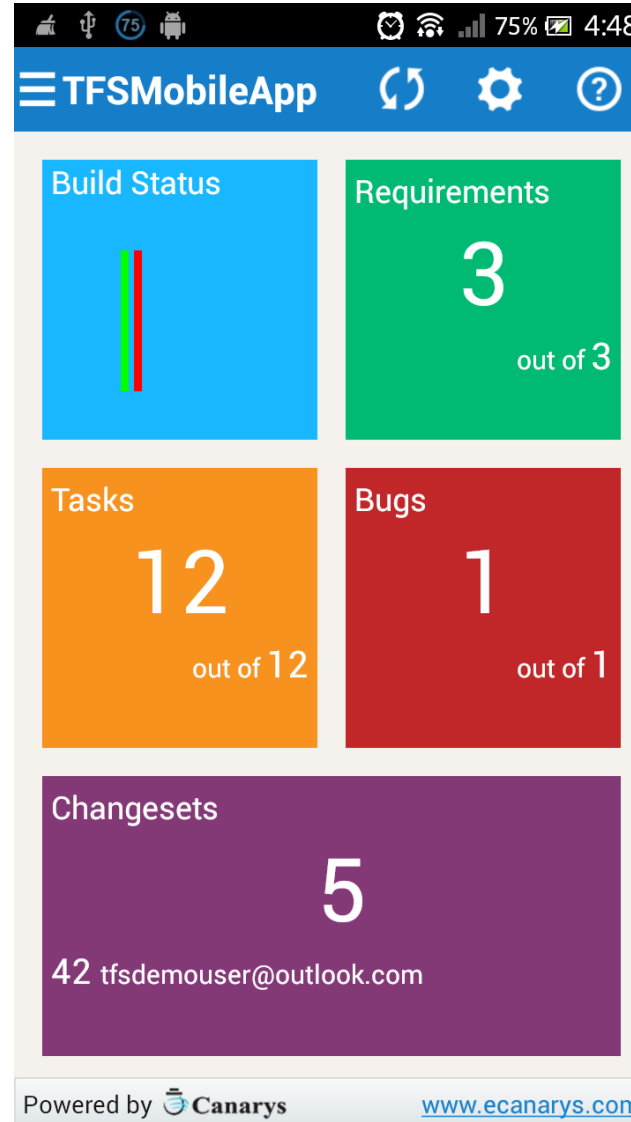 75 75% 4:48
TFSMobileApp
Build Status
Requirements
3
out of 3
Tasks
12
out of 12
Bugs
1
out of 1
Changesets
5
42 tfsdemouser@outlook.com
Powered by Canarys www.ecanarys.com